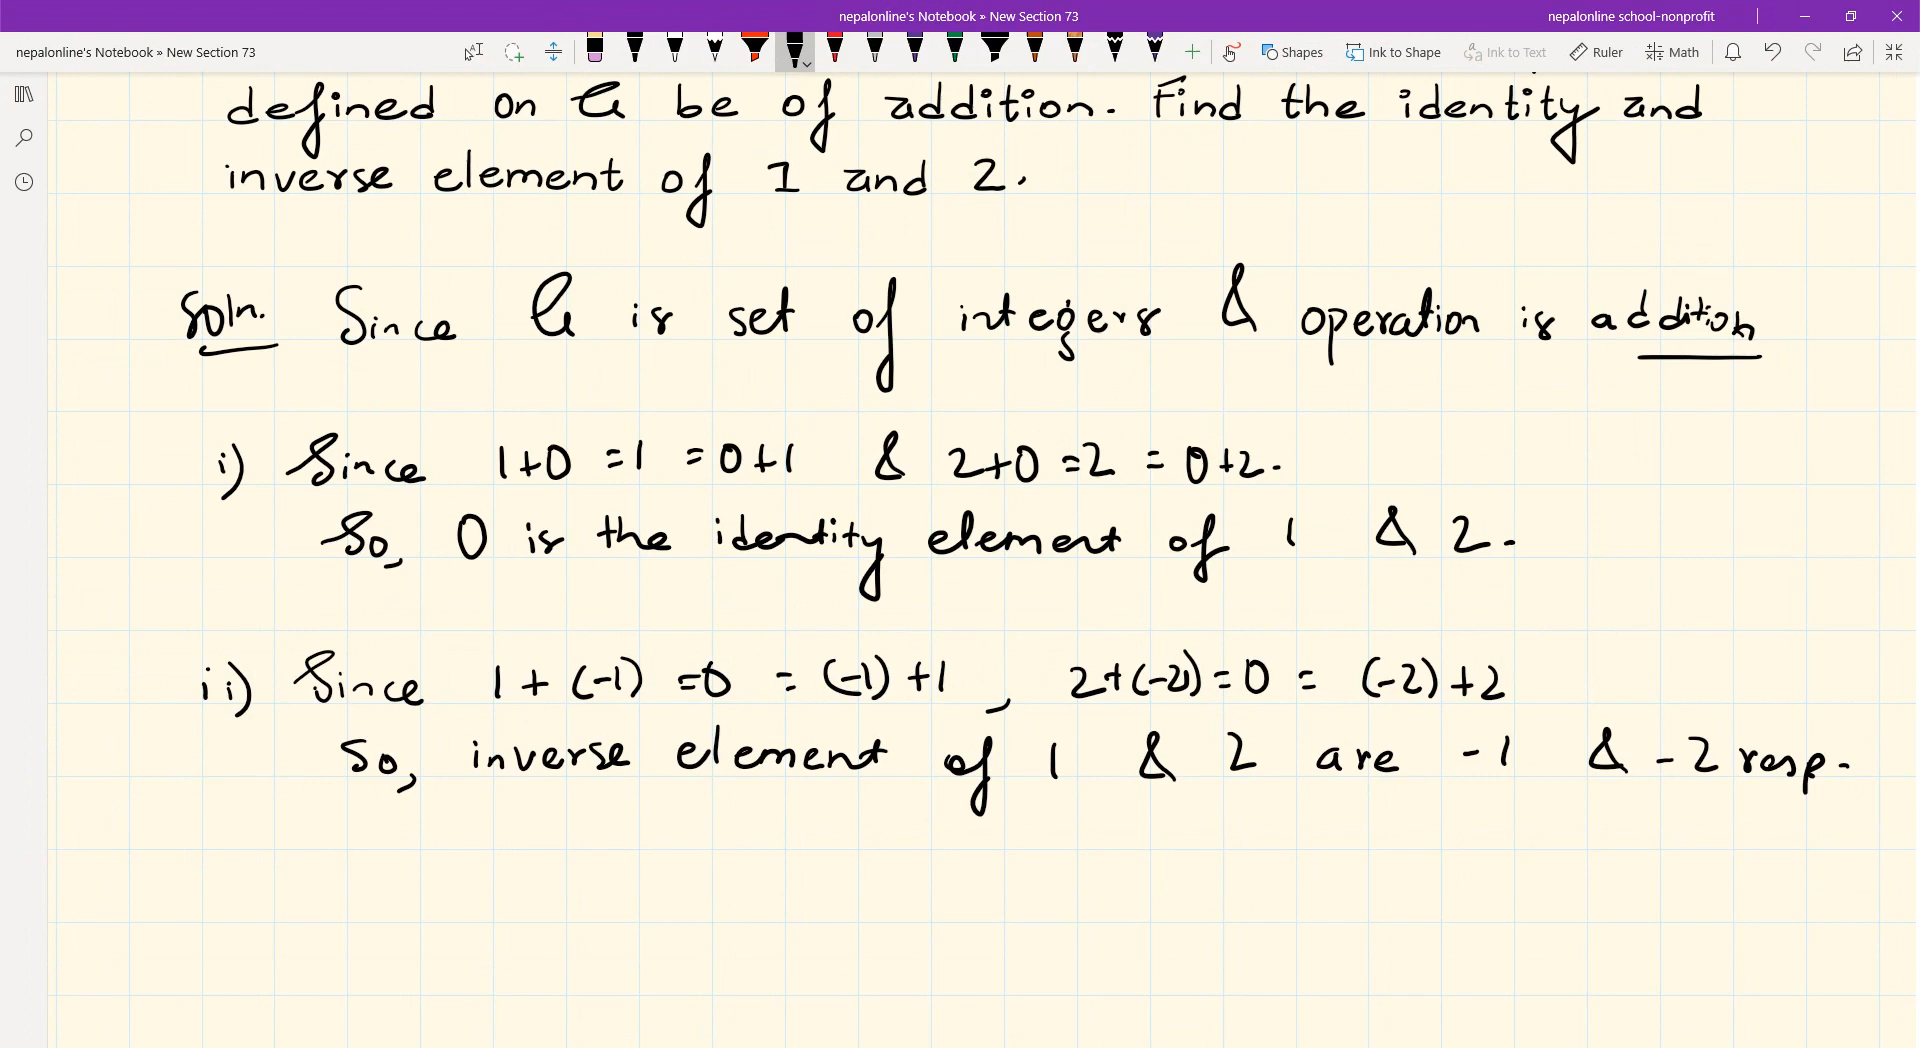 nepalonline's Notebook » New Section 73
nepalonline school-nonprofit
nepalonline's Notebook » New Section 73
Shapes
Ink to Shape
Ink to Text
Ruler
Math
defined on G be of addition. Find the identity and
inverse element of 1 and 2.
Soln. Since G is set of integers & operation is addition
i) Since 1+0 =1 =0+1 & 2+0 =2 = 0+2.
So, 0 is the identity element of 1 & 2.
ii) Since 1 + (-1) =0 = (-1) +1 , 2+(-2)=0 = (-2)+2
So, inverse element of 1 & 2 are -1 & -2 resp.